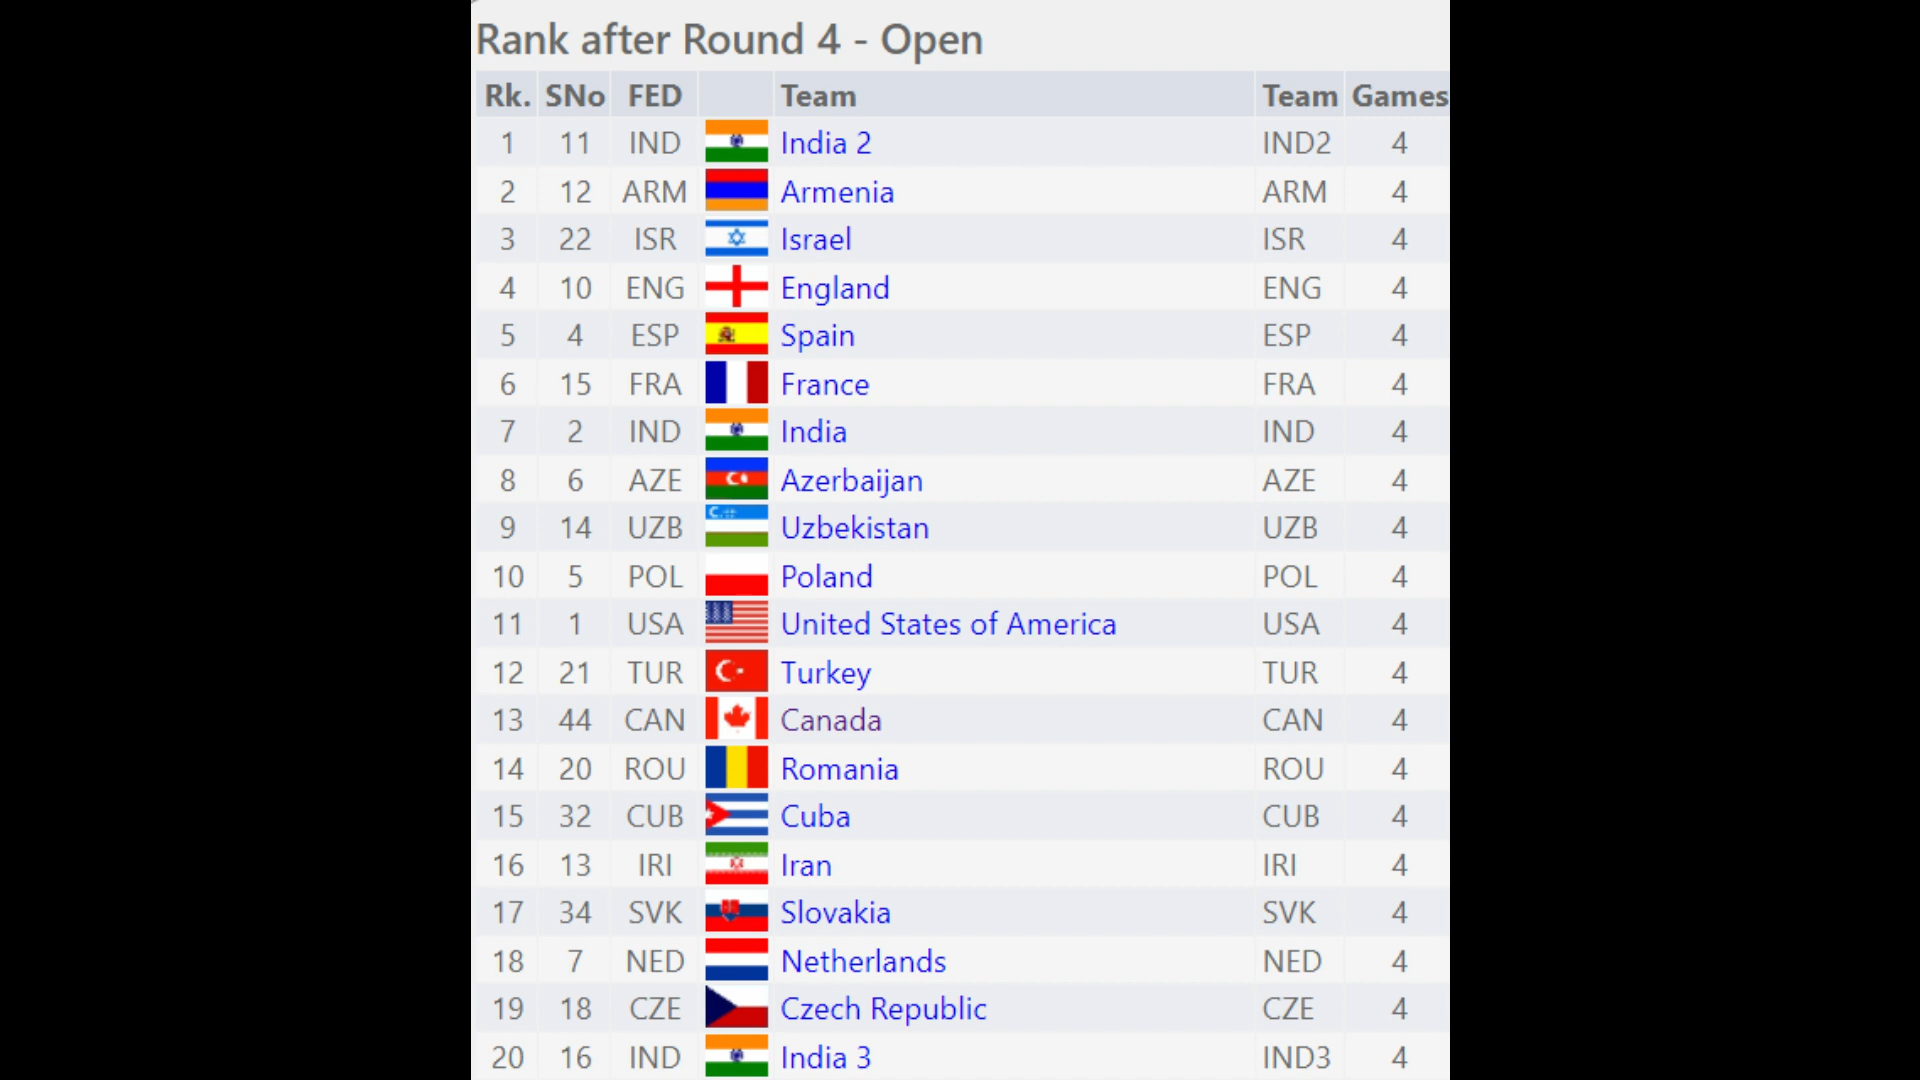 Rank after Round 4 - Open
Rk. SNo FED Team Team Games
1 11 IND India 2 IND2 4
2 12 ARM Armenia ARM 4
3 22 ISR Israel ISR 4
4 10 ENG England ENG 4
5 4 ESP Spain ESP 4
6 15 FRA France FRA 4
7 2 IND India IND 4
8 6 AZE Azerbaijan AZE 4
9 14 UZB Uzbekistan UZB 4
10 5 POL Poland POL 4
11 1 USA United States of America USA 4
12 21 TUR Turkey TUR 4
13 44 CAN Canada CAN 4
14 20 ROU Romania ROU 4
15 32 CUB Cuba CUB 4
16 13 IRI Iran IRI 4
17 34 SVK Slovakia SVK 4
18 7 NED Netherlands NED 4
19 18 CZE Czech Republic CZE 4
20 16 IND India 3 IND3 4